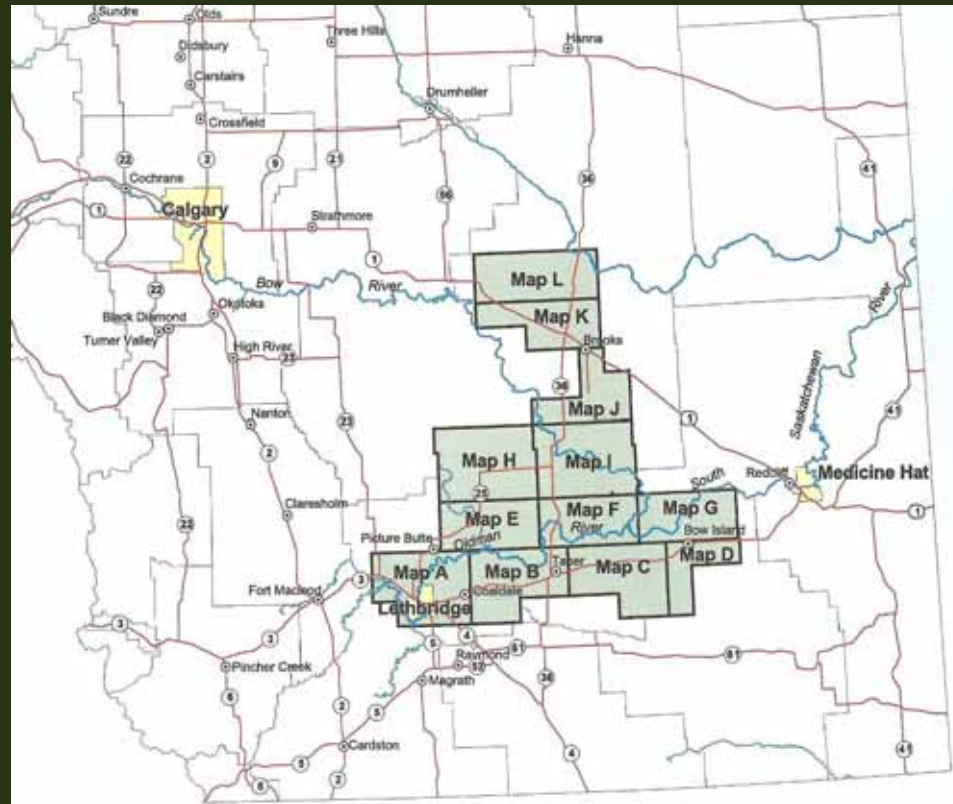 Sundre
Olds
Didsbury
Three Hills
Hanna
Carstairs
Drumheller
Crossfield
22
2
9
21
56
36
41
Cochrane
1
Calgary
Strathmore
1
22
Bow
River
Map L
Map K
Brooks
Okotoks
Black Diamond
Turner Valley
High River
23
36
Map J
River
Saskatchewan
41
Nanton
2
23
Map H
Map I
1
25
South
Redcliff
Medicine Hat
1
Claresholm
22
Map E
Map F
River
Map G
Picture Butte
Oldman
Bow Island
Map A
Map B
Taber
Map C
Map D
3
Coaldale
Fort Macleod
Lethbridge
3
3
5
4
Raymond
52
61
61
Pincher Creek
Magrath
36
6
2
5
Cardston
4
41
5
2
6